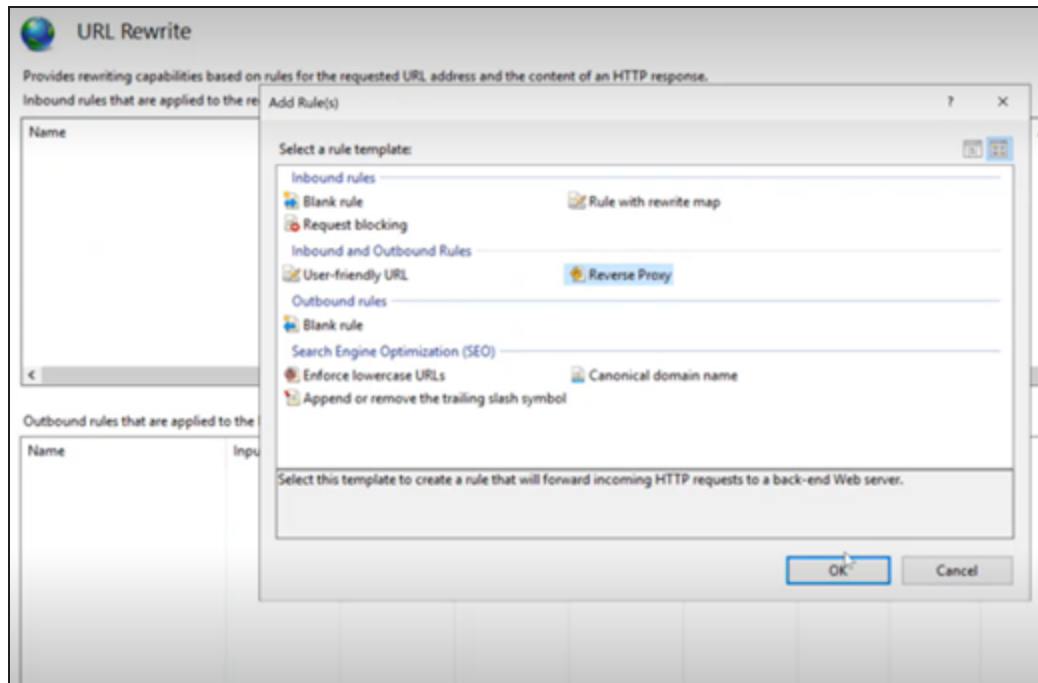 URL Rewrite
Provides rewriting capabilities based on rules for the requested URL address and the content of an HTTP response.
Inbound rules that are applied to the re
Add Rule(s)
?
Name
Select a rule template:
Inbound rules
Blank rule
Rule with rewrite map
Request blocking
Inbound and Outbound Rules
User-friendly URL
Reverse Proxy
Outbound rules
Blank rule
Search Engine Optimization (SEO)
Enforce lowercase URLs
Canonical domain name
Append or remove the trailing slash symbol
Outbound rules that are applied to the
Name
Inpu
Select this template to create a rule that will forward incoming HTTP requests to a back-end Web server.
OK
Cancel